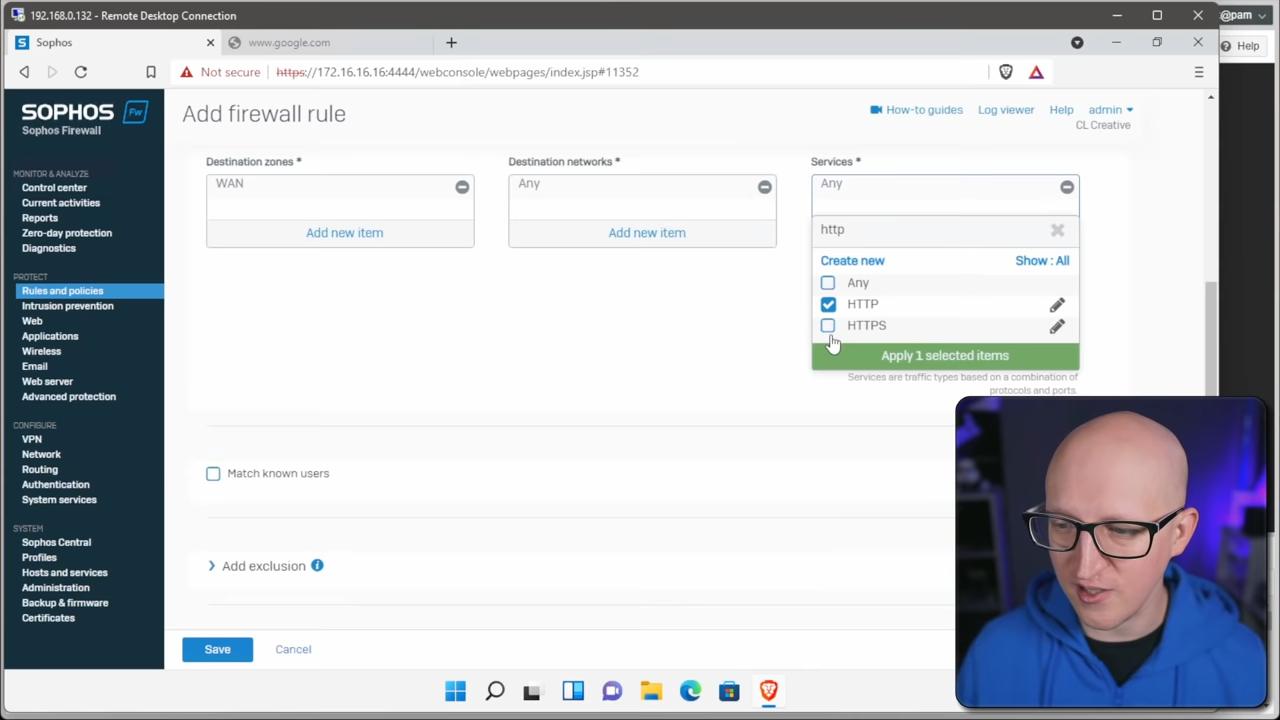 192.168.0.132 - Remote Desktop Connection
@pam
Sophos
www.google.com
Help
Not secure
https://172.16.16.16:4444/webconsole/webpages/index.jsp#11352
SOPHOS Fw
Sophos Firewall
Add firewall rule
How-to guides
Log viewer
Help
admin
CL Creative
MONITOR & ANALYZE
Control center
Current activities
Reports
Zero-day protection
Diagnostics
PROTECT
Rules and policies
Intrusion prevention
Web
Applications
Wireless
Email
Web server
Advanced protection
CONFIGURE
VPN
Network
Routing
Authentication
System services
SYSTEM
Sophos Central
Profiles
Hosts and services
Administration
Backup & firmware
Certificates
Destination zones *
WAN
Add new item
Destination networks *
Any
Add new item
Services *
Any
http
Create new
Show : All
Any
HTTP
HTTPS
Apply 1 selected items
Services are traffic types based on a combination of
protocols and ports.
Match known users
Add exclusion
Save
Cancel